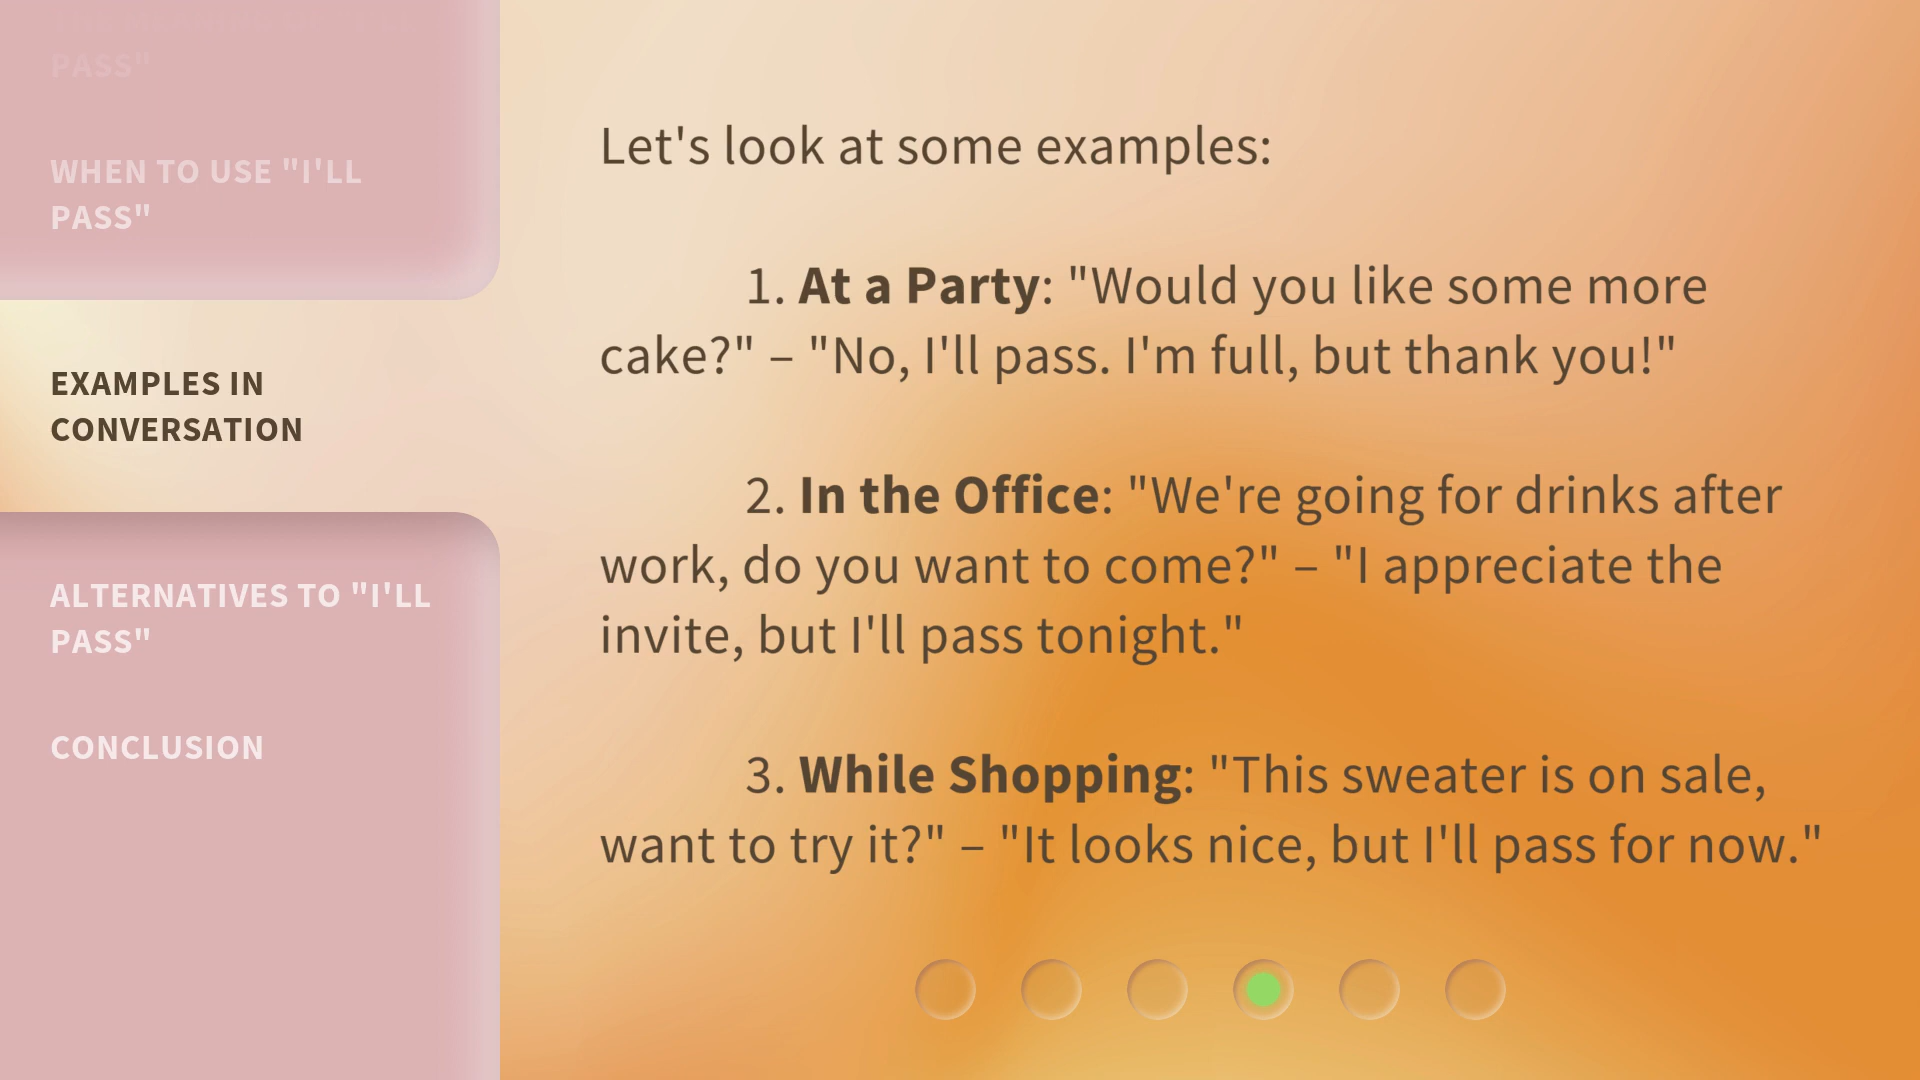 PASS"
WHEN TO USE "I'LL
PASS"
EXAMPLES IN
CONVERSATION
ALTERNATIVES TO "I'LL
PASS"
CONCLUSION
Let's look at some examples:
1. At a Party: "Would you like some more
cake?" – "No, I'll pass. I'm full, but thank you!"
2. In the Office: "We're going for drinks after
work, do you want to come?" – "I appreciate the
invite, but I'll pass tonight."
3. While Shopping: "This sweater is on sale,
want to try it?" – "It looks nice, but I'll pass for now."